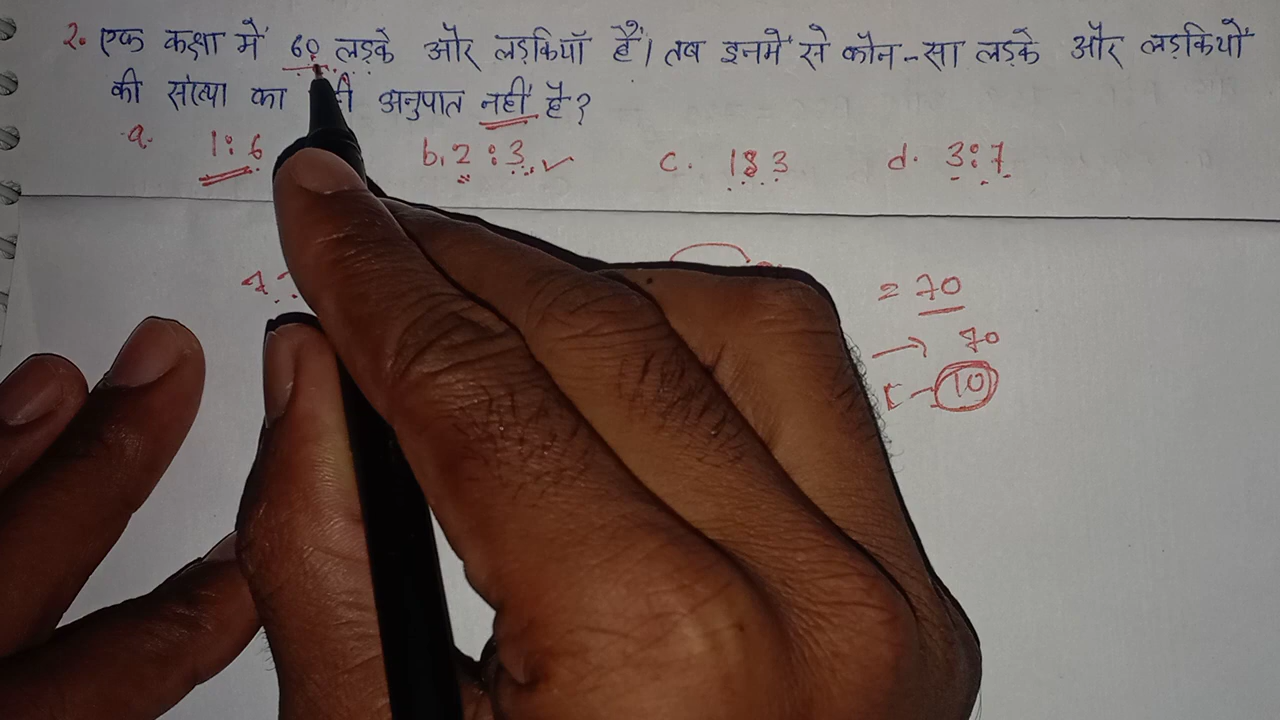 २. एक कक्षा में 60 लड़के और लड़कियाँ हैं। तब इनमें से कौन-सा लड़के और लड़कियों
की संख्या का अनुपात नहीं है?
a. 1:6 b. 2:3 ✓ c. 1:3 d. 3:7
= 70
→ 70
10